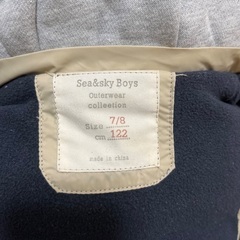 Sea&sky Boys
Outerwear
collection
Size 7/8
cm 122
made in china